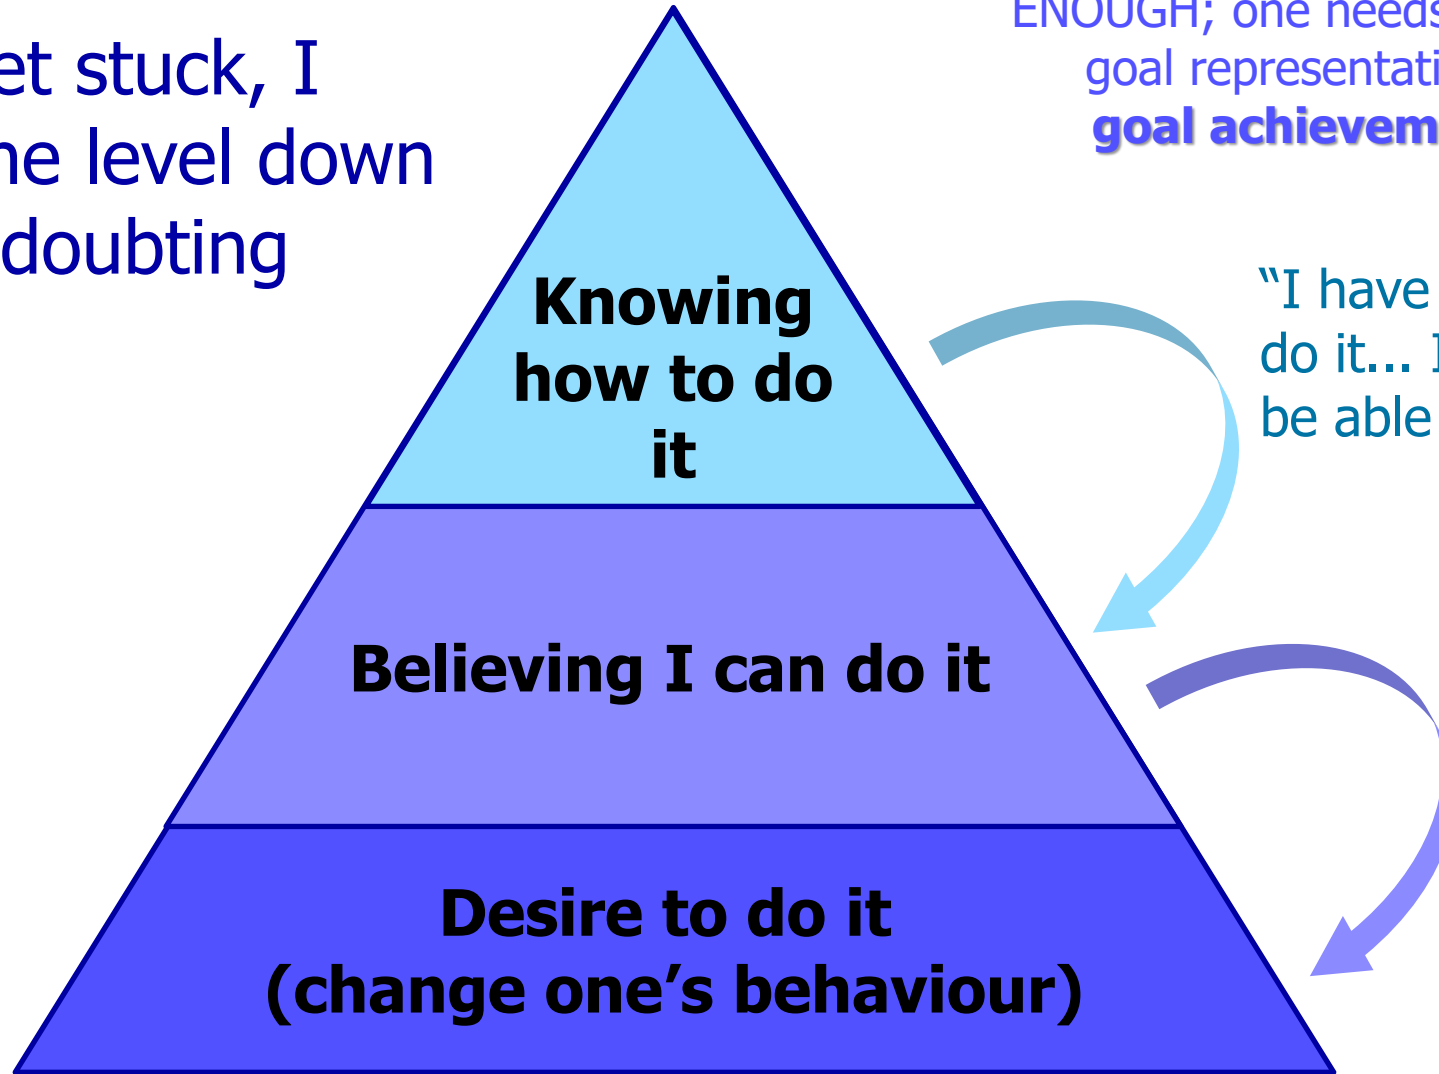 et stuck, I
ne level down
doubting
ENOUGH; one needs
goal representati
goal achievem
Knowing
how to do
it
"I have
do it... I
be able
Believing I can do it
Desire to do it
(change one’s behaviour)